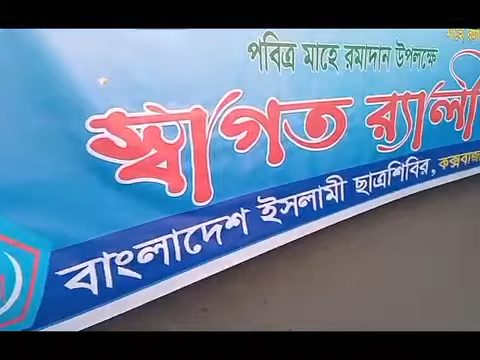 পবিত্র মাহে রমাদান উপলক্ষে
স্বাগত র‍্যালী
বাংলাদেশ ইসলামী ছাত্রশিবির,